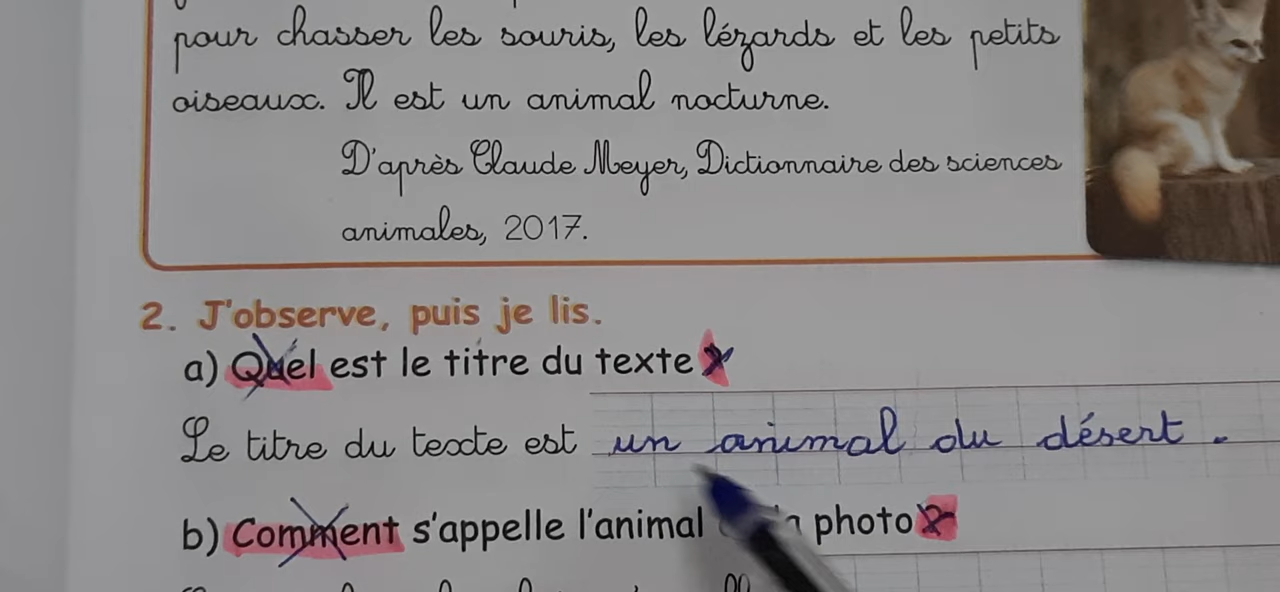 pour chasser les souris, les lézards et les petits
oiseaux. Il est un animal nocturne.
D'après Claude Meyer, Dictionnaire des sciences
animales, 2017.
2. J'observe, puis je lis.
a) Quel est le titre du texte
Le titre du texte est un animal du désert.
b) Comment s'appelle l'animal photo